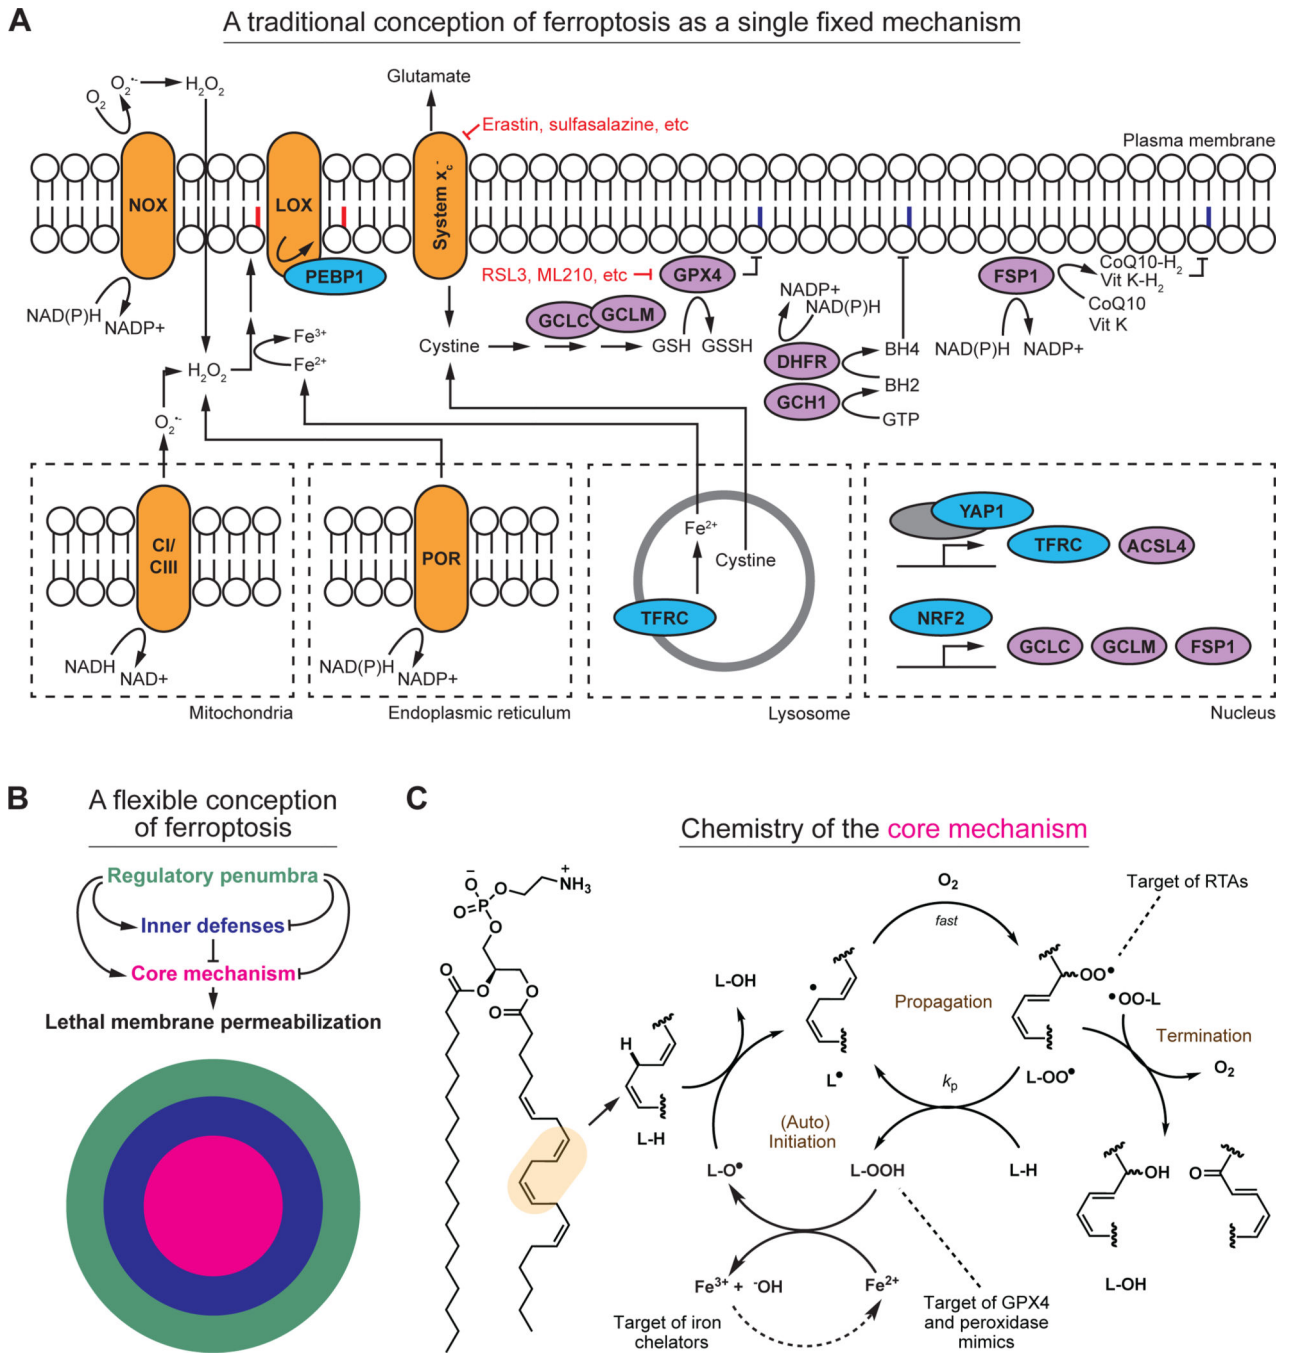 A
A traditional conception of ferroptosis as a single fixed mechanism
Glutamate
O₂
O₂•-
H₂O₂
Erastin, sulfasalazine, etc
Plasma membrane
NOX
LOX
System x꜀⁻
PEBP1
RSL3, ML210, etc
GPX4
FSP1
CoQ10-H₂
Vit K-H₂
CoQ10
Vit K
NAD(P)H
NADP+
NADP+
NAD(P)H
GCLC
GCLM
Fe³⁺
Fe²⁺
H₂O₂
Cystine
GSH
GSSH
DHFR
BH4
NAD(P)H
NADP+
BH2
GCH1
GTP
O₂•-
CI/
CIII
NADH
NAD+
Mitochondria
POR
NAD(P)H
NADP+
Endoplasmic reticulum
Fe²⁺
Cystine
TFRC
Lysosome
YAP1
TFRC
ACSL4
NRF2
GCLC
GCLM
FSP1
Nucleus
B
A flexible conception
of ferroptosis
Regulatory penumbra
Inner defenses
Core mechanism
Lethal membrane permeabilization
C
Chemistry of the core mechanism
O
−
O
P
O
O
NH₃
+
O
O
O
O
H
L-H
L-OH
O₂
fast
Target of RTAs
•
L•
Propagation
OO•
•OO-L
Termination
L-OO•
O₂
kp
(Auto)
Initiation
L-O•
L-OOH
L-H
OH
O
L-OH
Fe³⁺ + ⁻OH
Fe²⁺
Target of iron
chelators
Target of GPX4
and peroxidase
mimics